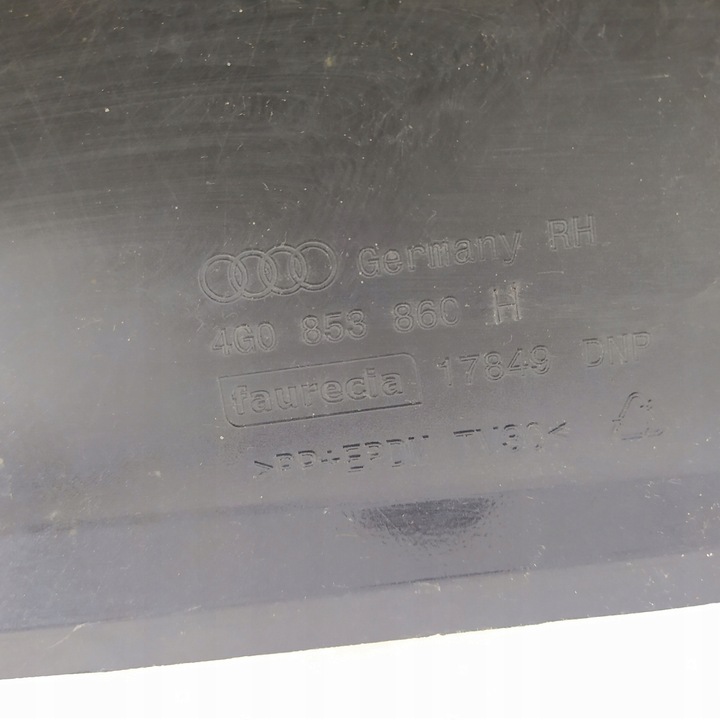 Germany RH
4G0 853 860 H
faurecia 17849 DNP
>PP+EPDM TV30<